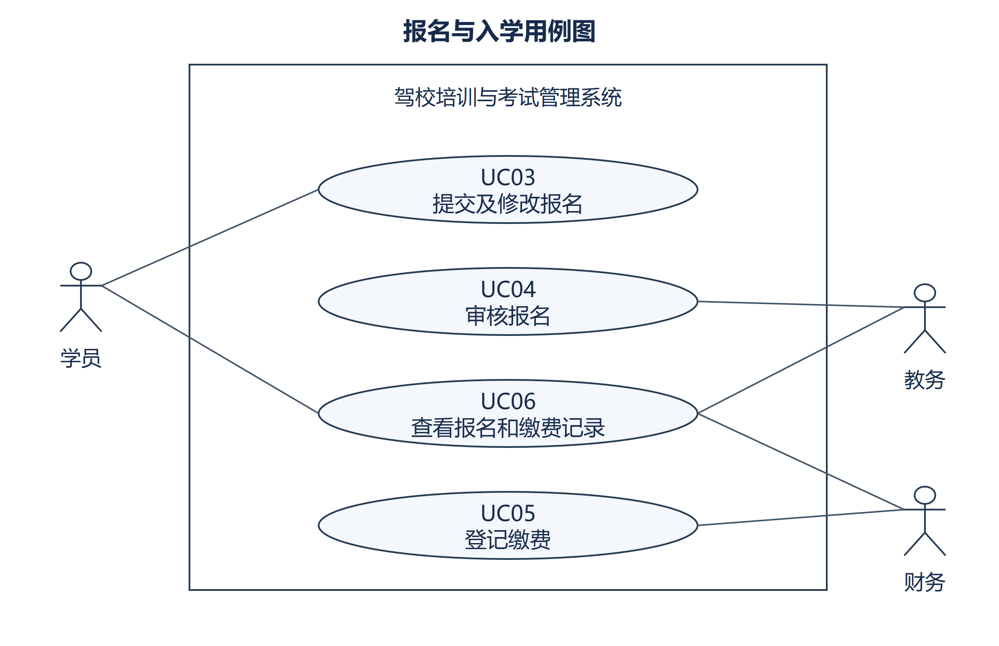 报名与入学用例图
驾校培训与考试管理系统
UC03
提交及修改报名
学员
UC04
审核报名
教务
UC06
查看报名和缴费记录
UC05
登记缴费
财务